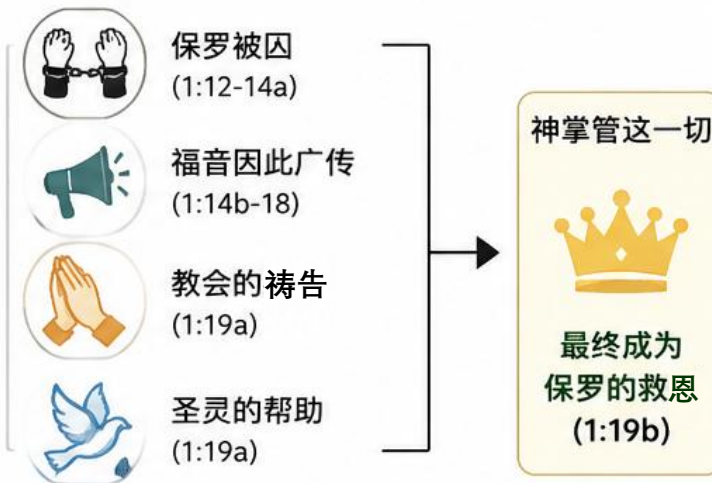 保罗被囚
(1:12-14a)
福音因此广传
(1:14b-18)
教会的祷告
(1:19a)
圣灵的帮助
(1:19a)
神掌管这一切
最终成为
保罗的救恩
(1:19b)